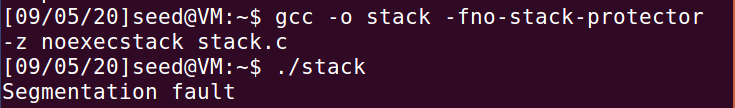 [09/05/20]seed@VM:~$ gcc -o stack -fno-stack-protector
-z noexecstack stack.c
[09/05/20]seed@VM:~$ ./stack
Segmentation fault